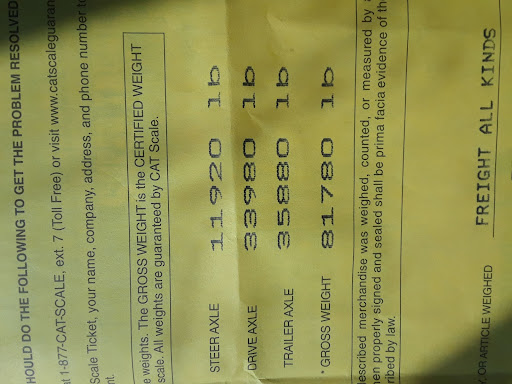 HOULD DO THE FOLLOWING TO GET THE PROBLEM RESOLVED
at 1-877-CAT-SCALE, ext. 7 (Toll Free) or visit www.catscaleguaran
Scale Ticket, your name, company, address, and phone number to
nt.
e weights. The GROSS WEIGHT is the CERTIFIED WEIGHT
scale. All weights are guaranteed by CAT Scale.
STEER AXLE 11920 lb
DRIVE AXLE 33980 lb
TRAILER AXLE 35880 lb
* GROSS WEIGHT 81780 lb
escribed merchandise was weighed, counted, or measured by a
hen properly signed and sealed shall be prima facia evidence of th
ribed by law.
Y, OR ARTICLE WEIGHED FREIGHT ALL KINDS